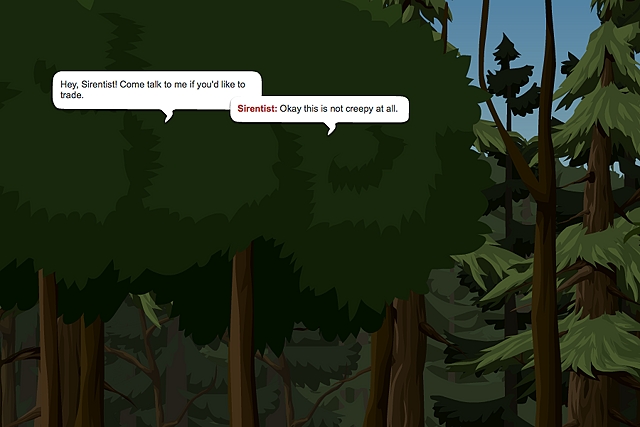 Hey, Sirentist! Come talk to me if you'd like to
trade.
Sirentist: Okay this is not creepy at all.